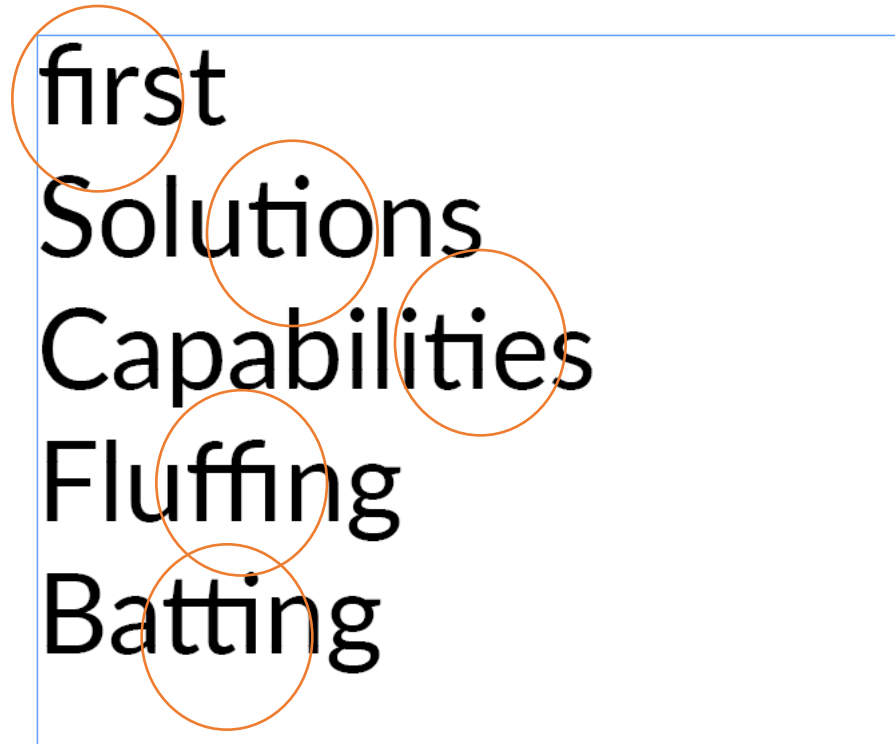 first
Solutions
Capabilities
Fluffing
Batting